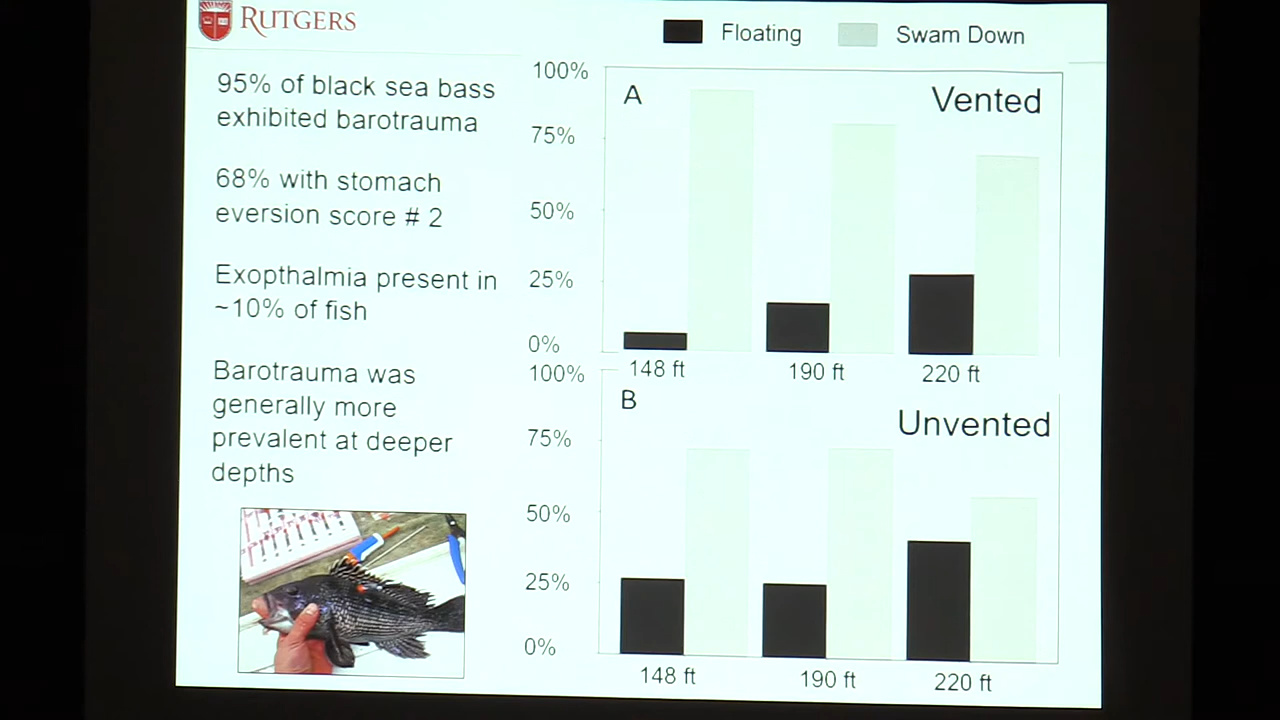 RUTGERS
95% of black sea bass
exhibited barotrauma
68% with stomach
eversion score # 2
Exopthalmia present in
~10% of fish
Barotrauma was
generally more
prevalent at deeper
depths
Floating
Swam Down
A
Vented
100%
75%
50%
25%
0%
148 ft
190 ft
220 ft
B
Unvented
100%
75%
50%
25%
0%
148 ft
190 ft
220 ft